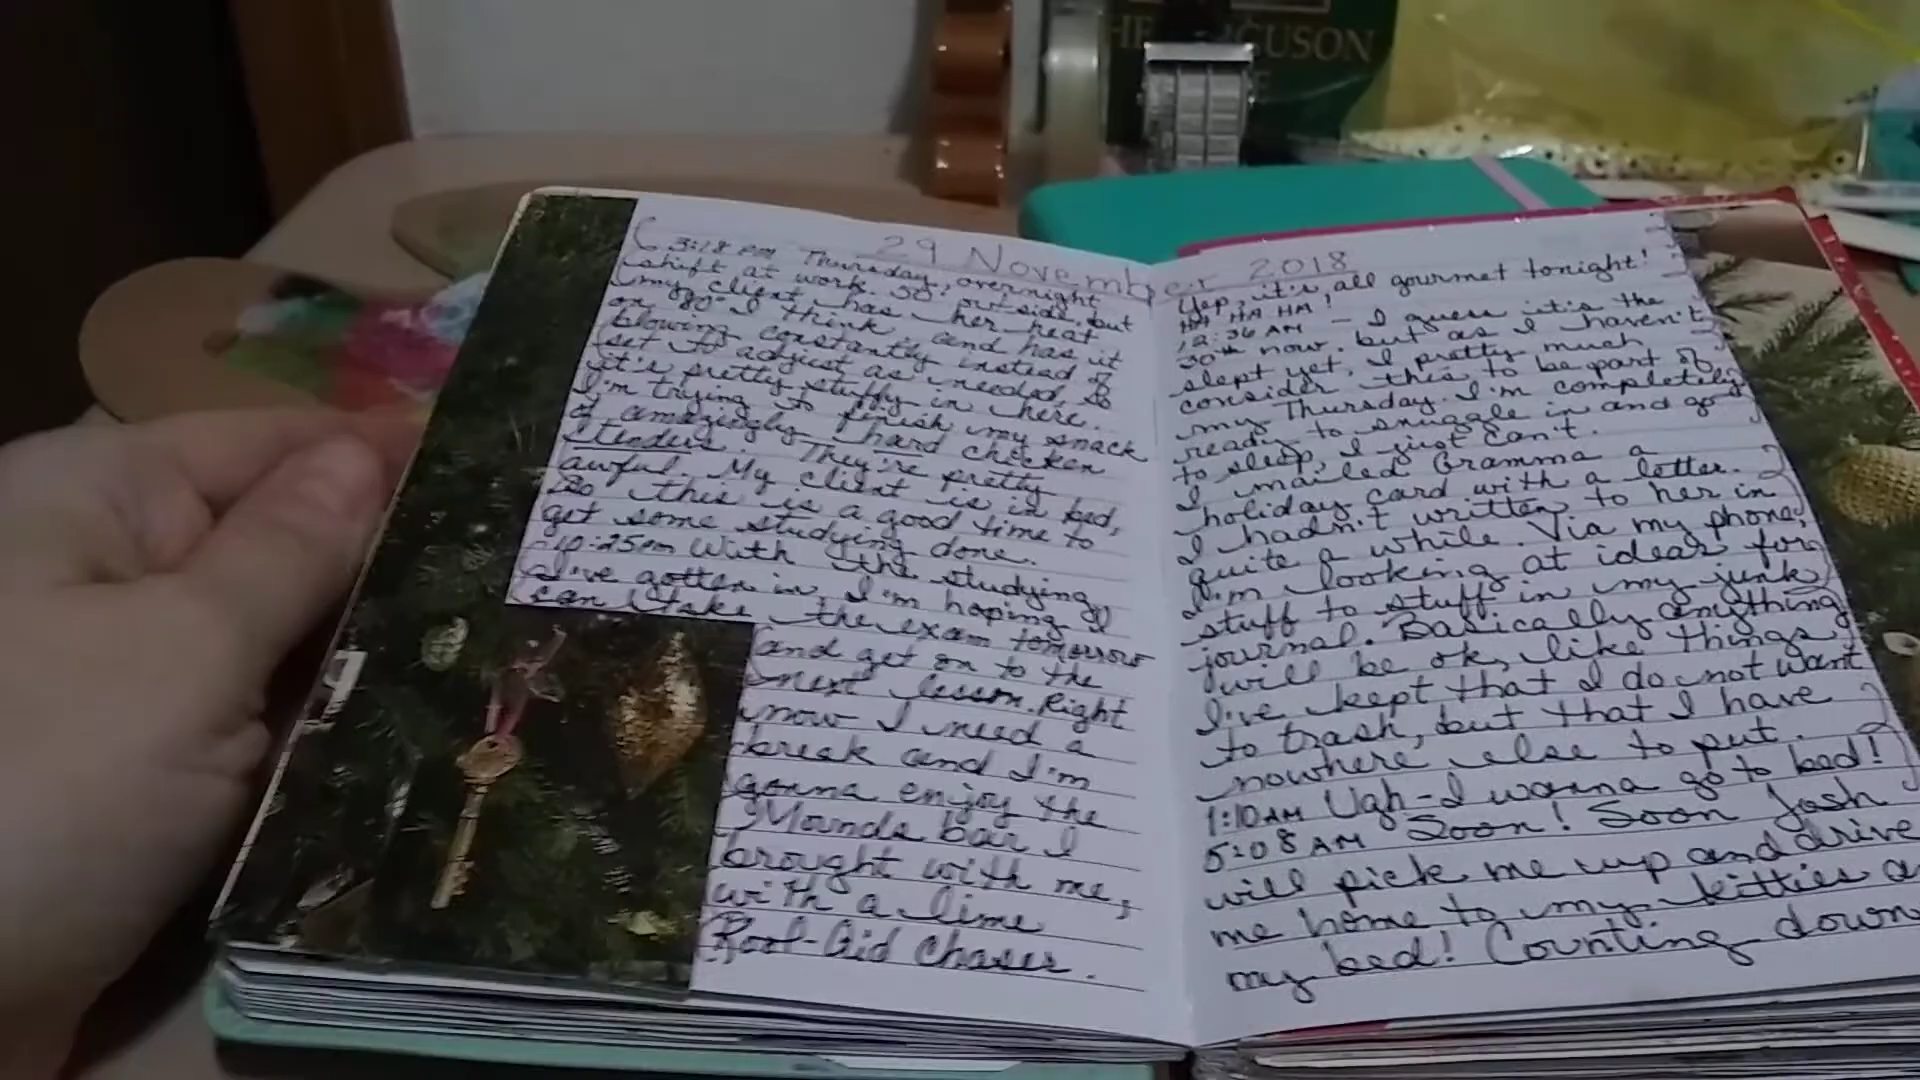 THE FERGUSON
29 November 2018
3:18 pm Thursday, overnight
shift at work. 50° outside, but
my client has her heat
on 80° I think and has it
blowing constantly instead of
set to adjust as needed, so
it's pretty stuffy in here.
I'm trying to finish my snack
of amazingly hard chicken
tenders. They're pretty
awful. My client is in bed,
so this is a good time to
get some studying done.
10:25pm With the studying
I've gotten in, I'm hoping I
can take the exam tomorrow
and get on to the
next lesson. Right
now I need a
break and I'm
gonna enjoy the
Mounds bar I
brought with me,
with a lime
Kool-Aid chaser.
Yep, it's all gourmet tonight!
HA HA HA!
12:36 AM - I guess it's the
30th now, but as I haven't
slept yet, I pretty much
consider this to be part of
my Thursday. I'm completely
ready to snuggle in and go
to sleep, I just can't.
I mailed Gramma a
holiday card with a letter.
I hadn't written to her in
quite a while. Via my phone,
I'm looking at ideas for
stuff to stuff in my junk
journal. Basically anything
will be ok, like things
I've kept that I do not want
to trash, but that I have
nowhere else to put.
1:10 AM Ugh - I wanna go to bed!
5:08 AM Soon! Soon Josh
will pick me up and drive
me home to my kitties
my bed! Counting down